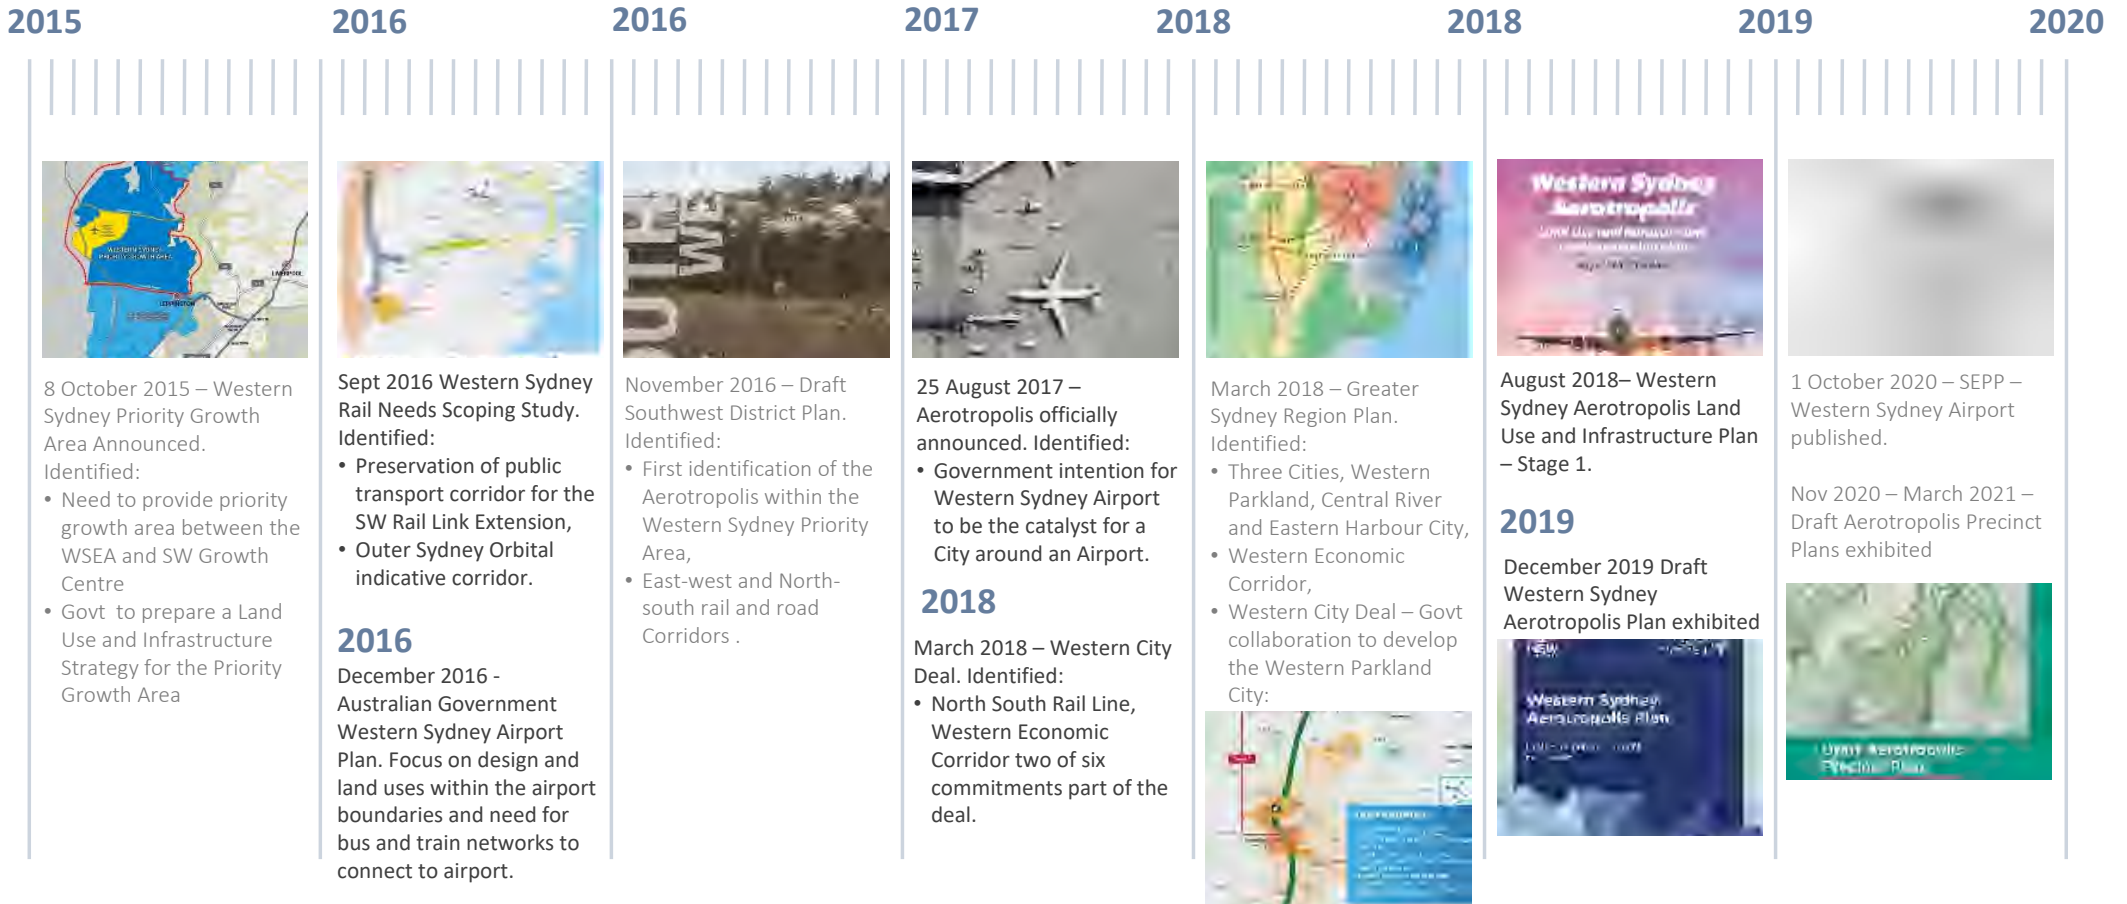 2015
2016
2016
2017
2018
2018
2019
2020
WESTERN SYDNEY
PRIORITY GROWTH AREA
LIVERPOOL
8 October 2015 – Western
Sydney Priority Growth
Area Announced.
Identified:
• Need to provide priority
growth area between the
WSEA and SW Growth
Centre
• Govt to prepare a Land
Use and Infrastructure
Strategy for the Priority
Growth Area
Sept 2016 Western Sydney
Rail Needs Scoping Study.
Identified:
• Preservation of public
transport corridor for the
SW Rail Link Extension,
• Outer Sydney Orbital
indicative corridor.
2016
December 2016 -
Australian Government
Western Sydney Airport
Plan. Focus on design and
land uses within the airport
boundaries and need for
bus and train networks to
connect to airport.
November 2016 – Draft
Southwest District Plan.
Identified:
• First identification of the
Aerotropolis within the
Western Sydney Priority
Area,
• East-west and North-
south rail and road
Corridors .
25 August 2017 –
Aerotropolis officially
announced. Identified:
• Government intention for
Western Sydney Airport
to be the catalyst for a
City around an Airport.
2018
March 2018 – Western City
Deal. Identified:
• North South Rail Line,
Western Economic
Corridor two of six
commitments part of the
deal.
March 2018 – Greater
Sydney Region Plan.
Identified:
• Three Cities, Western
Parkland, Central River
and Eastern Harbour City,
• Western Economic
Corridor,
• Western City Deal – Govt
collaboration to develop
the Western Parkland
City:
Western Sydney
Aerotropolis
August 2018– Western
Sydney Aerotropolis Land
Use and Infrastructure Plan
– Stage 1.
2019
December 2019 Draft
Western Sydney
Aerotropolis Plan exhibited
NSW
Western Sydney
Aerotropolis Plan
1 October 2020 – SEPP –
Western Sydney Airport
published.
Nov 2020 – March 2021 –
Draft Aerotropolis Precinct
Plans exhibited
Draft Aerotropolis
Precinct Plan